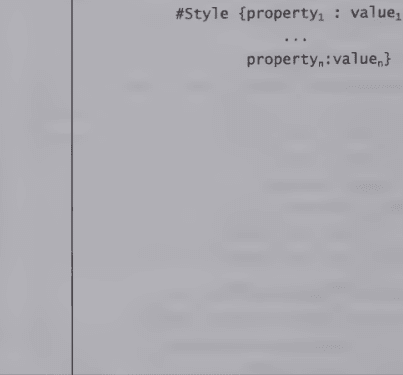 #Style {property₁ : value₁
...
propertyₙ:valueₙ}